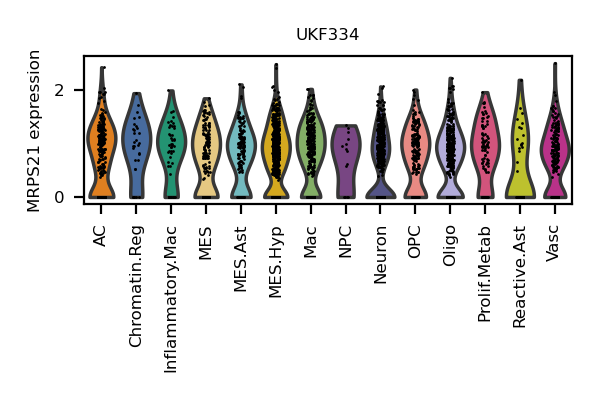 UKF334
MRPS21 expression
2
0
AC
Chromatin.Reg
Inflammatory.Mac
MES
MES.Ast
MES.Hyp
Mac
NPC
Neuron
OPC
Oligo
Prolif.Metab
Reactive.Ast
Vasc